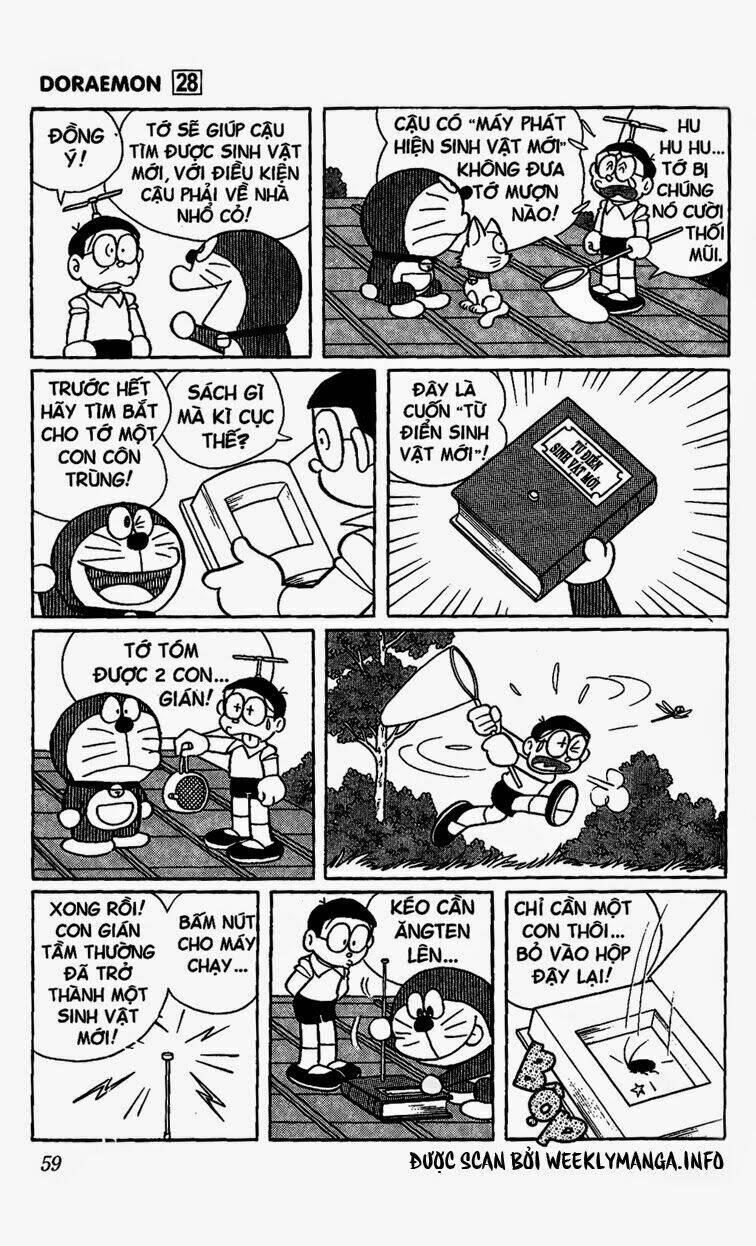 DORAEMON 28
HU
HU HU...
TỚ BỊ
CHÚNG
NÓ CƯỜI
THỐI
MŨI.
CẬU CÓ “MÁY PHÁT
HIỆN SINH VẬT MỚI”
KHÔNG ĐƯA
TỚ MƯỢN
NÀO!
TỚ SẼ GIÚP CẬU
TÌM ĐƯỢC SINH VẬT
MỚI, VỚI ĐIỀU KIỆN
CẬU PHẢI VỀ NHÀ
NHỔ CỎ!
ĐỒNG
Ý!
ĐÂY LÀ
CUỐN “TỪ
ĐIỂN SINH
VẬT MỚI”!
TỪ ĐIỂN
SINH VẬT MỚI
SÁCH GÌ
MÀ KÌ CỤC
THẾ?
TRƯỚC HẾT
HÃY TÌM BẮT
CHO TỚ MỘT
CON CÔN
TRÙNG!
TỚ TÓM
ĐƯỢC 2 CON...
GIÁN!
CHỈ CẦN MỘT
CON THÔI...
BỎ VÀO HỘP
ĐẬY LẠI!
BỘP
KÉO CẦN
ĂNGTEN
LÊN...
BẤM NÚT
CHO MÁY
CHẠY...
XONG RỒI!
CON GIÁN
TẦM THƯỜNG
ĐÃ TRỞ
THÀNH MỘT
SINH VẬT
MỚI!
59
ĐƯỢC SCAN BỞI WEEKLYMANGA.INFO